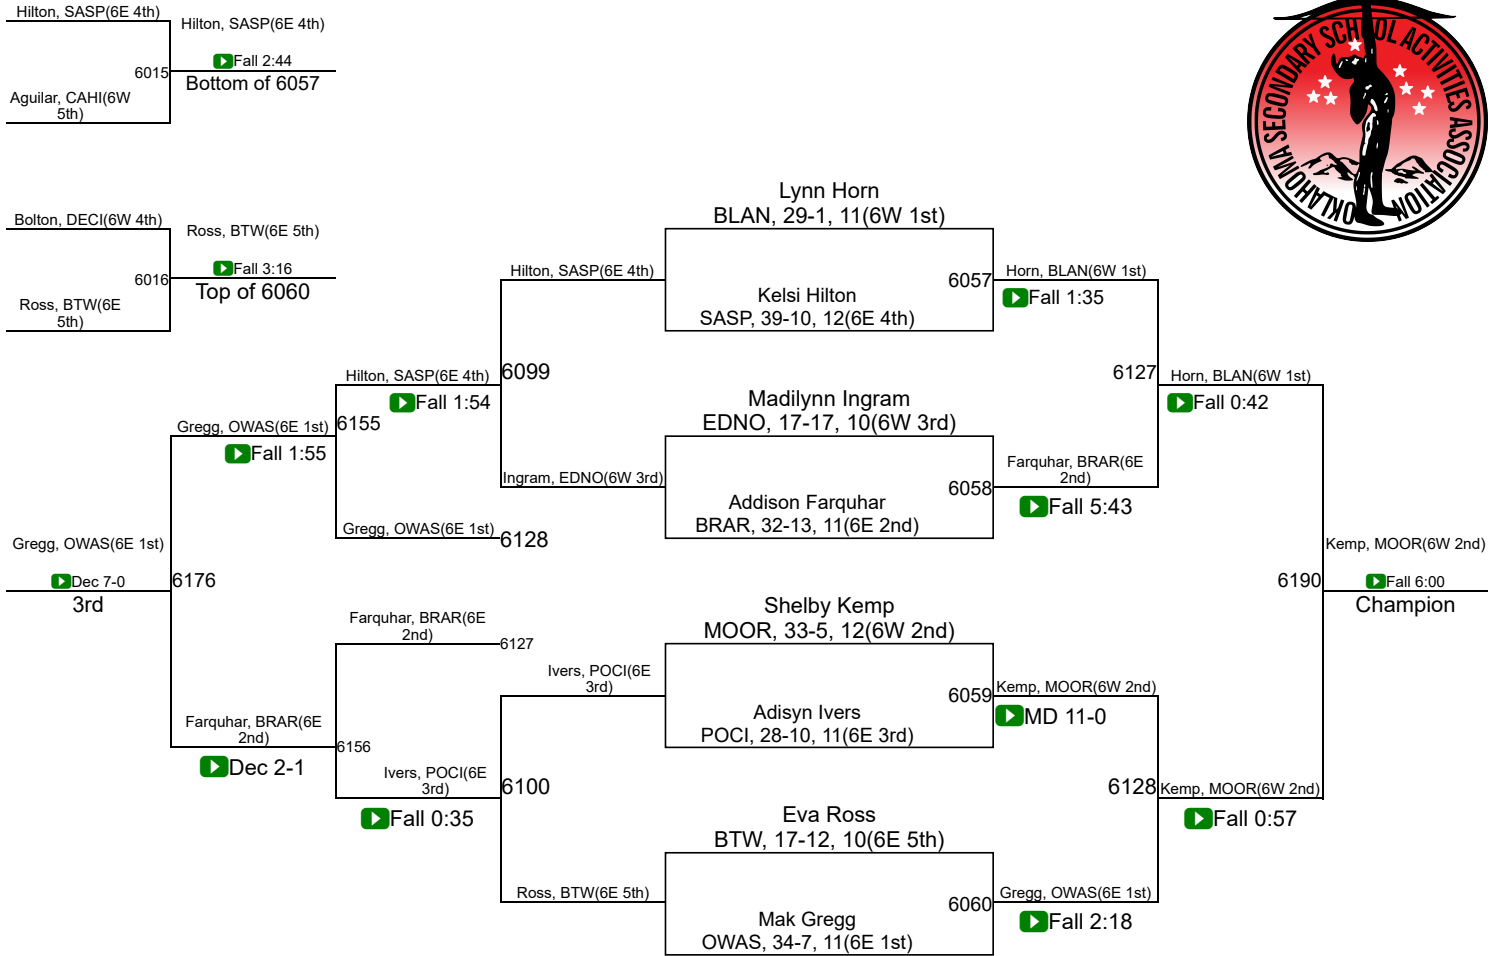 Hilton, SASP(6E 4th)
Hilton, SASP(6E 4th)
Fall 2:44
6015
Bottom of 6057
Aguilar, CAHI(6W
5th)
OKLAHOMA SECONDARY SCHOOL ACTIVITIES ASSOCIATION
Bolton, DECI(6W 4th)
Ross, BTW(6E 5th)
Fall 3:16
6016
Top of 6060
Ross, BTW(6E
5th)
Lynn Horn
BLAN, 29-1, 11(6W 1st)
Hilton, SASP(6E 4th)
6057
Horn, BLAN(6W 1st)
Kelsi Hilton
SASP, 39-10, 12(6E 4th)
Fall 1:35
Hilton, SASP(6E 4th)
6099
Fall 1:54
Madilynn Ingram
EDNO, 17-17, 10(6W 3rd)
6127
Horn, BLAN(6W 1st)
Fall 0:42
Gregg, OWAS(6E 1st)
6155
Fall 1:55
Ingram, EDNO(6W 3rd)
Addison Farquhar
BRAR, 32-13, 11(6E 2nd)
6058
Farquhar, BRAR(6E
2nd)
Fall 5:43
Gregg, OWAS(6E 1st)
6128
Gregg, OWAS(6E 1st)
Dec 7-0
3rd
6176
Kemp, MOOR(6W 2nd)
6190
Fall 6:00
Champion
Farquhar, BRAR(6E
2nd)
6127
Shelby Kemp
MOOR, 33-5, 12(6W 2nd)
Ivers, POCI(6E
3rd)
6059
Kemp, MOOR(6W 2nd)
Adisyn Ivers
POCI, 28-10, 11(6E 3rd)
MD 11-0
Farquhar, BRAR(6E
2nd)
6156
Dec 2-1
Ivers, POCI(6E
3rd)
6100
Fall 0:35
6128
Kemp, MOOR(6W 2nd)
Fall 0:57
Eva Ross
BTW, 17-12, 10(6E 5th)
Ross, BTW(6E 5th)
6060
Gregg, OWAS(6E 1st)
Mak Gregg
OWAS, 34-7, 11(6E 1st)
Fall 2:18